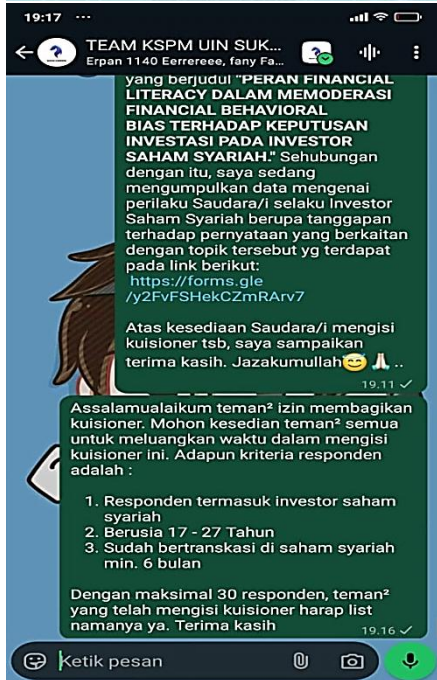 19:17 ...
TEAM KSPM UIN SUK...
Erpan 1140 Eerrereee, fany Fa...
yang berjudul "PERAN FINANCIAL
LITERACY DALAM MEMODERASI
FINANCIAL BEHAVIORAL
BIAS TERHADAP KEPUTUSAN
INVESTASI PADA INVESTOR
SAHAM SYARIAH." Sehubungan
dengan itu, saya sedang
mengumpulkan data mengenai
perilaku Saudara/i selaku Investor
Saham Syariah berupa tanggapan
terhadap pernyataan yang berkaitan
dengan topik tersebut yg terdapat
pada link berikut:
https://forms.gle
/y2FvFSHekCZmRArv7
Atas kesediaan Saudara/i mengisi
kuisioner tsb, saya sampaikan
terima kasih. Jazakumullah😇🙏🏻..
19.11 ✓
Assalamualaikum teman² izin membagikan
kuisioner. Mohon kesedian teman² semua
untuk meluangkan waktu dalam mengisi
kuisioner ini. Adapun kriteria responden
adalah :
1. Responden termasuk investor saham
syariah
2. Berusia 17 - 27 Tahun
3. Sudah bertranskasi di saham syariah
min. 6 bulan
Dengan maksimal 30 responden, teman²
yang telah mengisi kuisioner harap list
namanya ya. Terima kasih
19.16 ✓
Ketik pesan